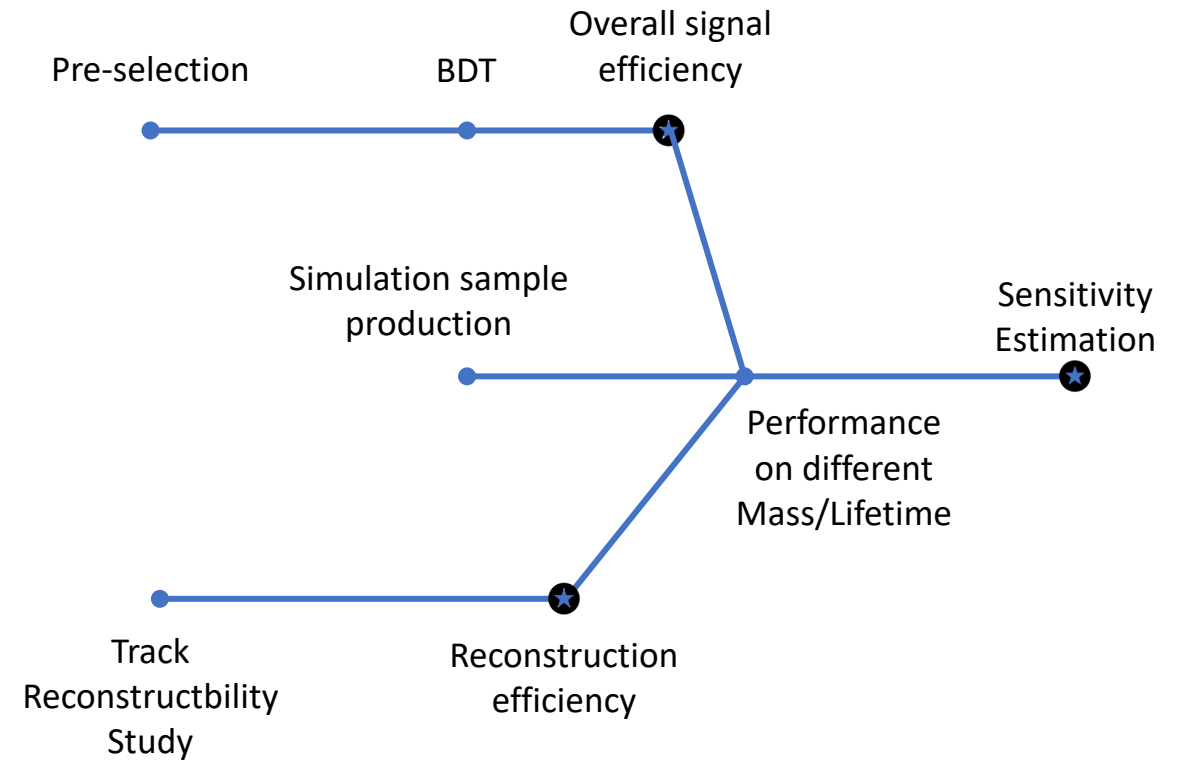 Overall signal
efficiency
Pre-selection
BDT
Simulation sample
production
Sensitivity
Estimation
Performance
on different
Mass/Lifetime
Track
Reconstructbility
Study
Reconstruction
efficiency